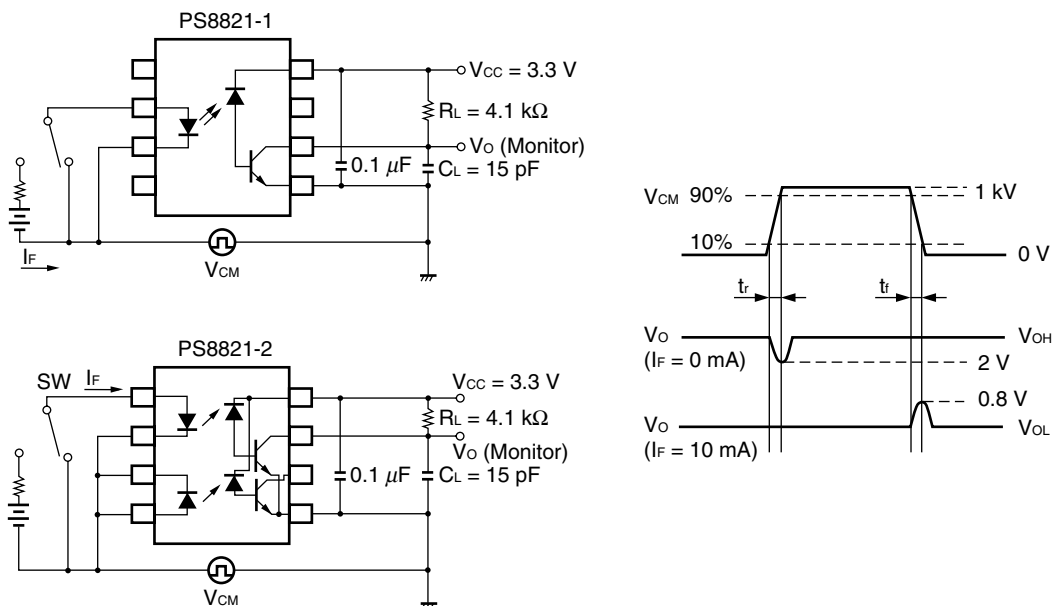 PS8821-1
VCC = 3.3 V
RL = 4.1 kΩ
VO (Monitor)
0.1 μF
CL = 15 pF
IF
VCM
PS8821-2
SW
IF
VCC = 3.3 V
RL = 4.1 kΩ
VO (Monitor)
0.1 μF
CL = 15 pF
VCM
VCM 90%
1 kV
10%
0 V
tr
tf
VO
(IF = 0 mA)
VOH
2 V
0.8 V
VO
(IF = 10 mA)
VOL